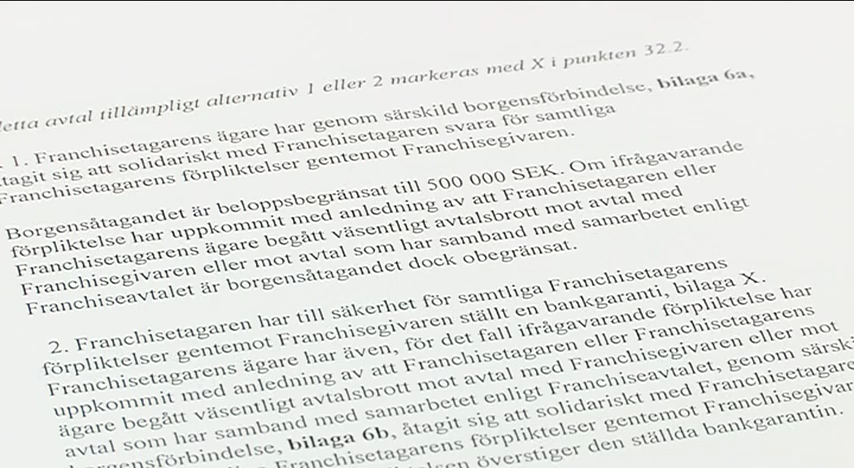 detta avtal tillämpligt alternativ 1 eller 2 markeras med X i punkten 32.2.
1. Franchisetagarens ägare har genom särskild borgensförbindelse, bilaga 6a,
åtagit sig att solidariskt med Franchisetagaren svara för samtliga
Franchisetagarens förpliktelser gentemot Franchisegivaren.
Borgensåtagandet är beloppsbegränsat till 500 000 SEK. Om ifrågavarande
förpliktelse har uppkommit med anledning av att Franchisetagaren eller
Franchisetagarens ägare begått väsentligt avtalsbrott mot avtal med
Franchisegivaren eller mot avtal som har samband med samarbetet enligt
Franchiseavtalet är borgensåtagandet dock obegränsat.
2. Franchisetagaren har till säkerhet för samtliga Franchisetagarens
förpliktelser gentemot Franchisegivaren ställt en bankgaranti, bilaga X.
Franchisetagarens ägare har även, för det fall ifrågavarande förpliktelse har
uppkommit med anledning av att Franchisetagaren eller Franchisetagarens
ägare begått väsentligt avtalsbrott mot avtal med Franchisegivaren eller mot
avtal som har samband med samarbetet enligt Franchiseavtalet, genom särski
borgensförbindelse, bilaga 6b, åtagit sig att solidariskt med Franchisetagare
Franchisetagarens förpliktelser gentemot Franchisegivar
överstiger den ställda bankgarantin.